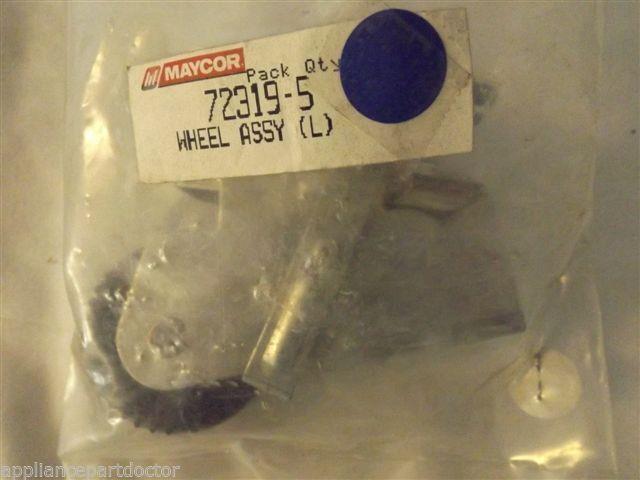 MAYCOR
Pack Qty
72319-5
WHEEL ASSY (L)
appliancepartdoctor